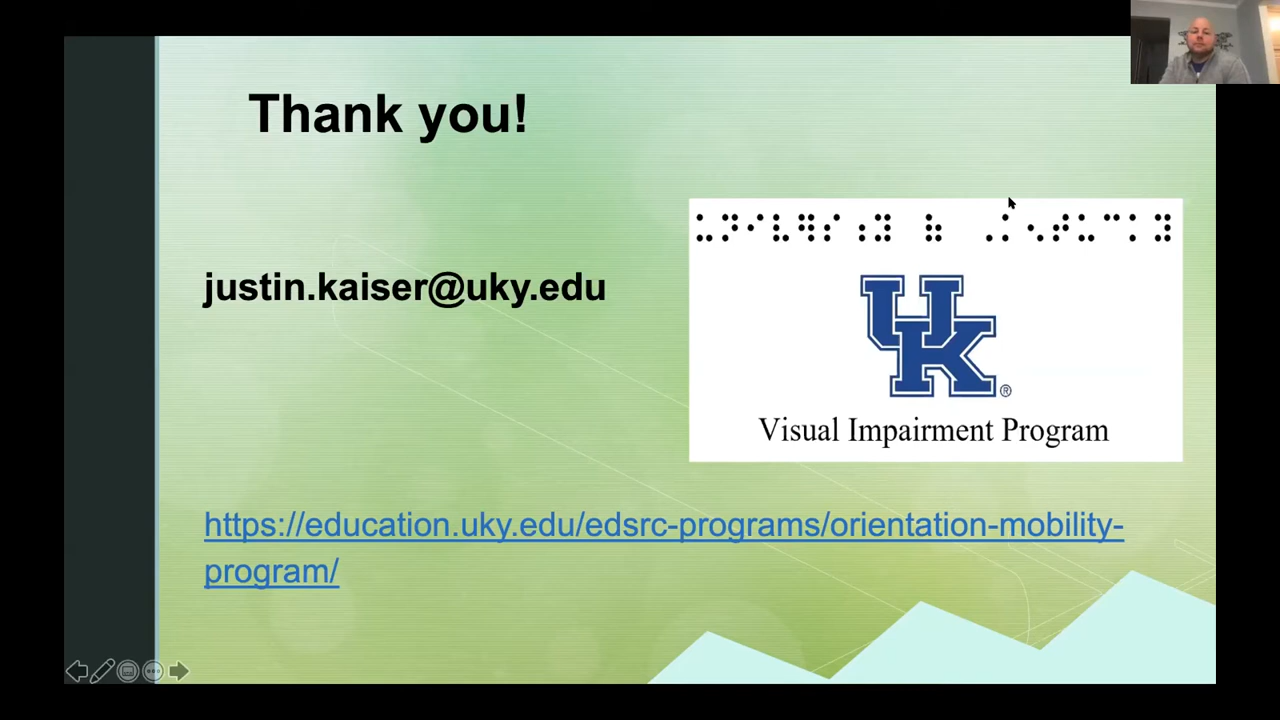 Thank you!
⠥⠝⠊⠧⠻⠎⠰⠽ ⠷ ⠠⠅⠢⠞⠥⠉⠅⠽
justin.kaiser@uky.edu
UK®
Visual Impairment Program
https://education.uky.edu/edsrc-programs/orientation-mobility-
program/